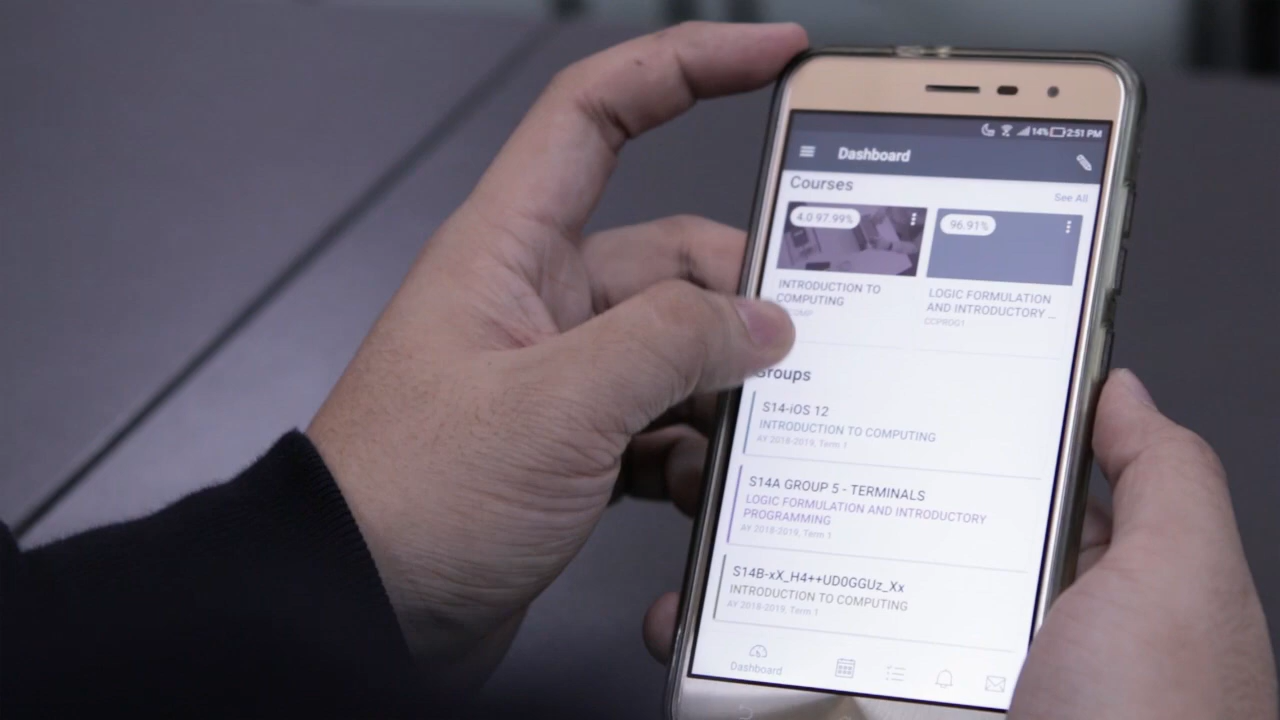 14% 2:51 PM
Dashboard
Courses
See All
4.0 97.99%
96.91%
INTRODUCTION TO
COMPUTING
LOGIC FORMULATION
AND INTRODUCTORY ...
CCPROG1
Groups
S14-iOS 12
INTRODUCTION TO COMPUTING
AY 2018-2019, Term 1
S14A GROUP 5 - TERMINALS
LOGIC FORMULATION AND INTRODUCTORY
PROGRAMMING
AY 2018-2019, Term 1
S14B-xX_H4++UD0GGUz_Xx
INTRODUCTION TO COMPUTING
AY 2018-2019, Term 1
Dashboard